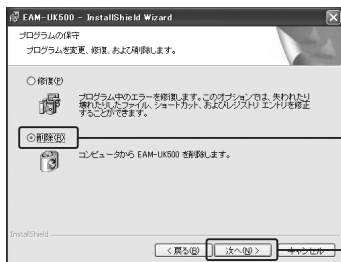 EAM-UK500 - InstallShield Wizard
プログラムの保守
プログラムを変更、修復、および削除します。
修復(P)
プログラム中のエラーを修復します。このオプションでは、失われたり
壊れたりしたファイル、ショートカット、およびレジストリ エントリを修正
することができます。
削除(R)
コンピュータから EAM-UK500 を削除します。
InstallShield
< 戻る(B)
次へ(N) >
キャンセル